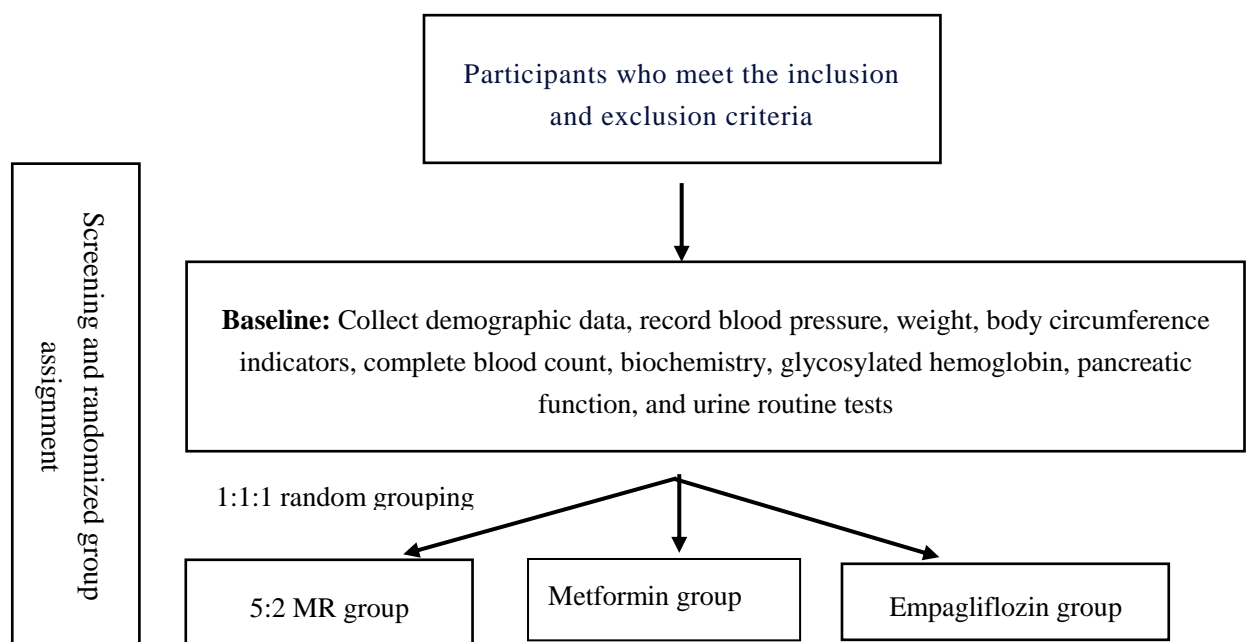 Participants who meet the inclusion
and exclusion criteria
Screening and randomized group
assignment
Baseline: Collect demographic data, record blood pressure, weight, body circumference
indicators, complete blood count, biochemistry, glycosylated hemoglobin, pancreatic
function, and urine routine tests
1:1:1 random grouping
5:2 MR group
Metformin group
Empagliflozin group